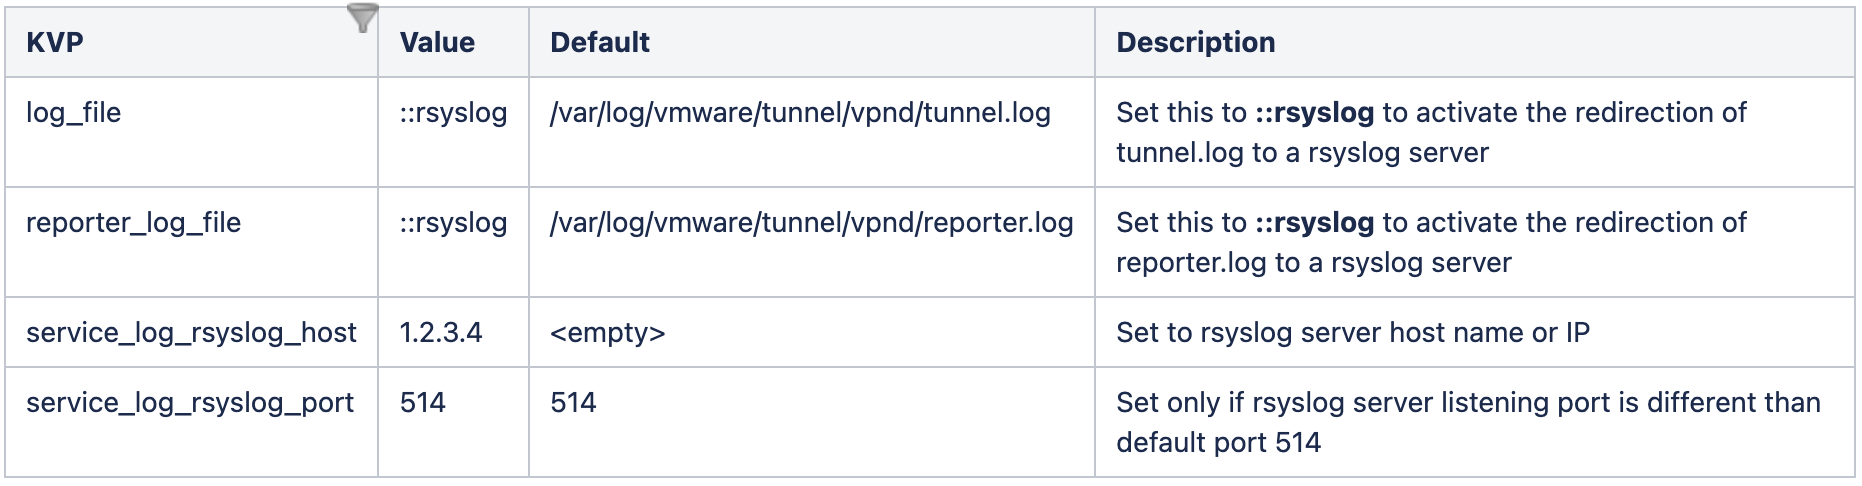 KVP Value Default Description
log_file ::rsyslog /var/log/vmware/tunnel/vpnd/tunnel.log Set this to ::rsyslog to activate the redirection of
tunnel.log to a rsyslog server
reporter_log_file ::rsyslog /var/log/vmware/tunnel/vpnd/reporter.log Set this to ::rsyslog to activate the redirection of
reporter.log to a rsyslog server
service_log_rsyslog_host 1.2.3.4 <empty> Set to rsyslog server host name or IP
service_log_rsyslog_port 514 514 Set only if rsyslog server listening port is different than
default port 514